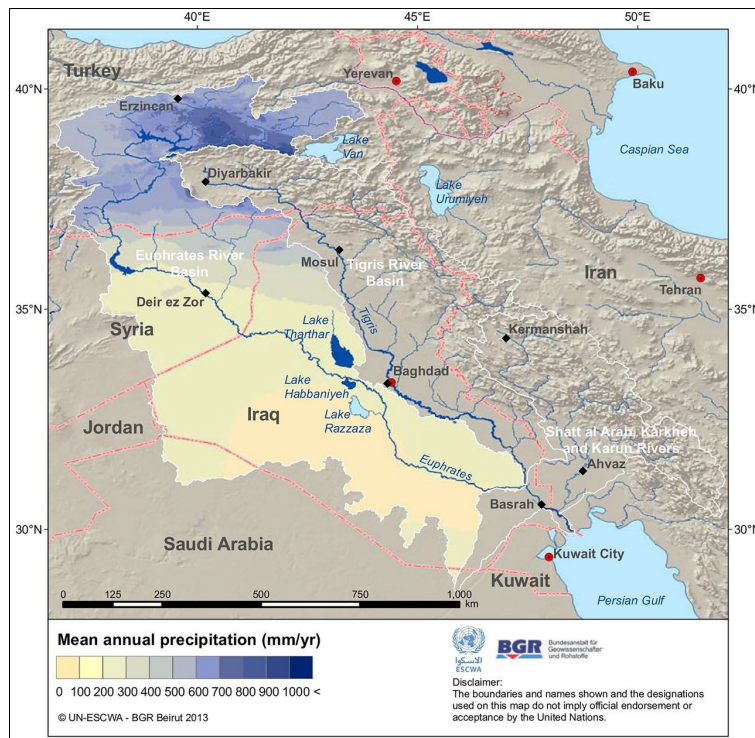 40°E 45°E 50°E
Turkey
Yerevan
Baku
40°N
40°N
Erzincan
Caspian Sea
Lake
Van
Diyarbakir
Lake
Urumiyeh
Euphrates River
Basin
Mosul
Tigris River
Basin
Iran
Tehran
35°N
35°N
Deir ez Zor
Syria
Lake
Tharthar
Tigris
Kermanshah
Baghdad
Lake
Habbaniyeh
Iraq
Lake
Razzaza
Jordan
Shatt al Arab, Karkheh
and Karun Rivers
Euphrates
Ahvaz
Basrah
30°N
30°N
Saudi Arabia
Kuwait City
Kuwait
Persian Gulf
0 125 250 500 750 1,000
km
Mean annual precipitation (mm/yr)
0 100 200 300 400 500 600 700 800 900 1000 <
© UN-ESCWA - BGR Beirut 2013
الإسكوا
ESCWA
BGR
Bundesanstalt für
Geowissenschaften
und Rohstoffe
Disclaimer:
The boundaries and names shown and the designations
used on this map do not imply official endorsement or
acceptance by the United Nations.